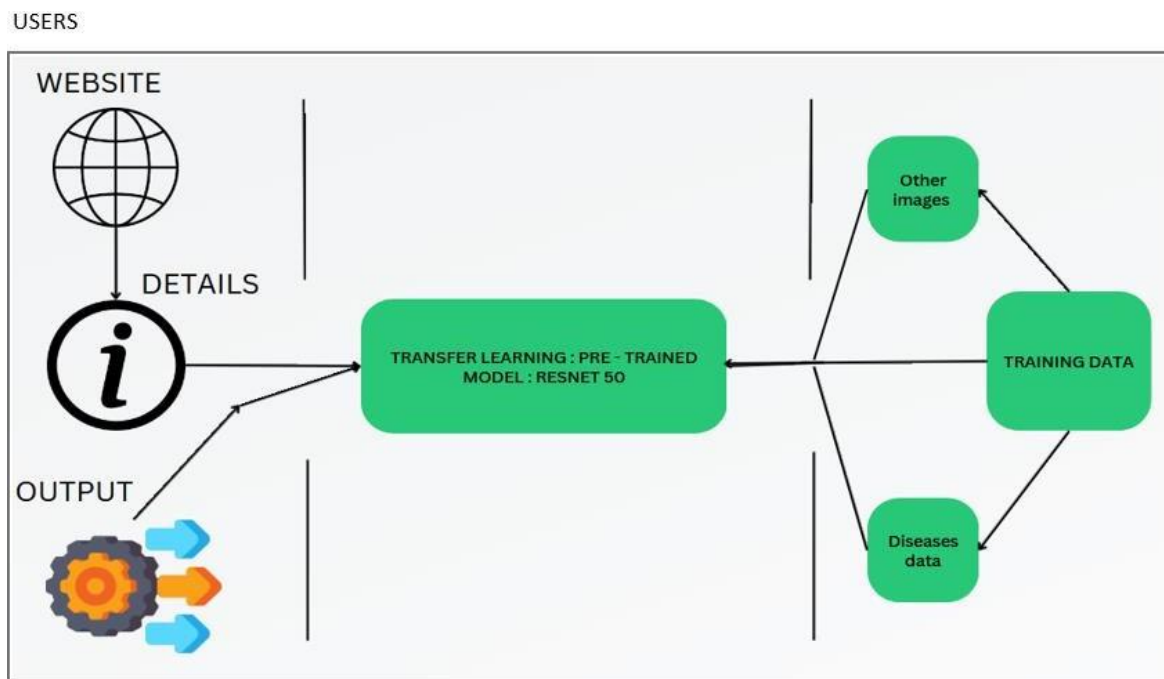 USERS
WEBSITE
DETAILS
OUTPUT
TRANSFER LEARNING : PRE - TRAINED
MODEL : RESNET 50
Other
images
TRAINING DATA
Diseases
data